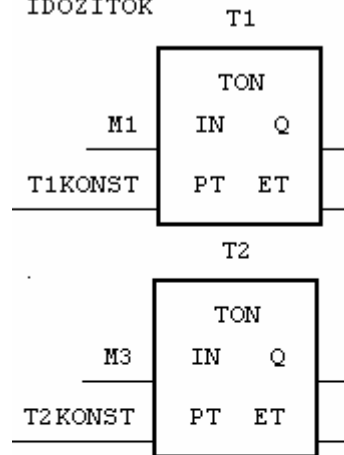 IDOZITOK
T1
TON
M1 IN Q
T1KONST PT ET
T2
TON
M3 IN Q
T2KONST PT ET